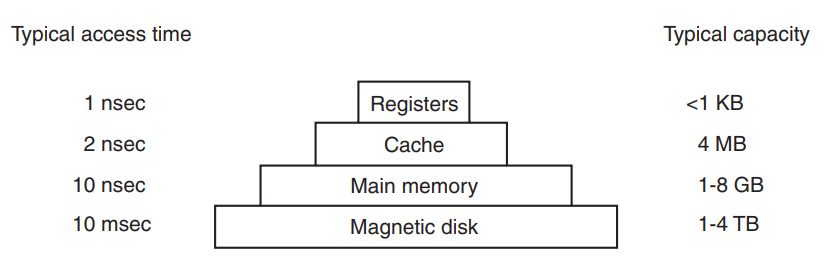 Typical access time Typical capacity
1 nsec Registers <1 KB
2 nsec Cache 4 MB
10 nsec Main memory 1-8 GB
10 msec Magnetic disk 1-4 TB